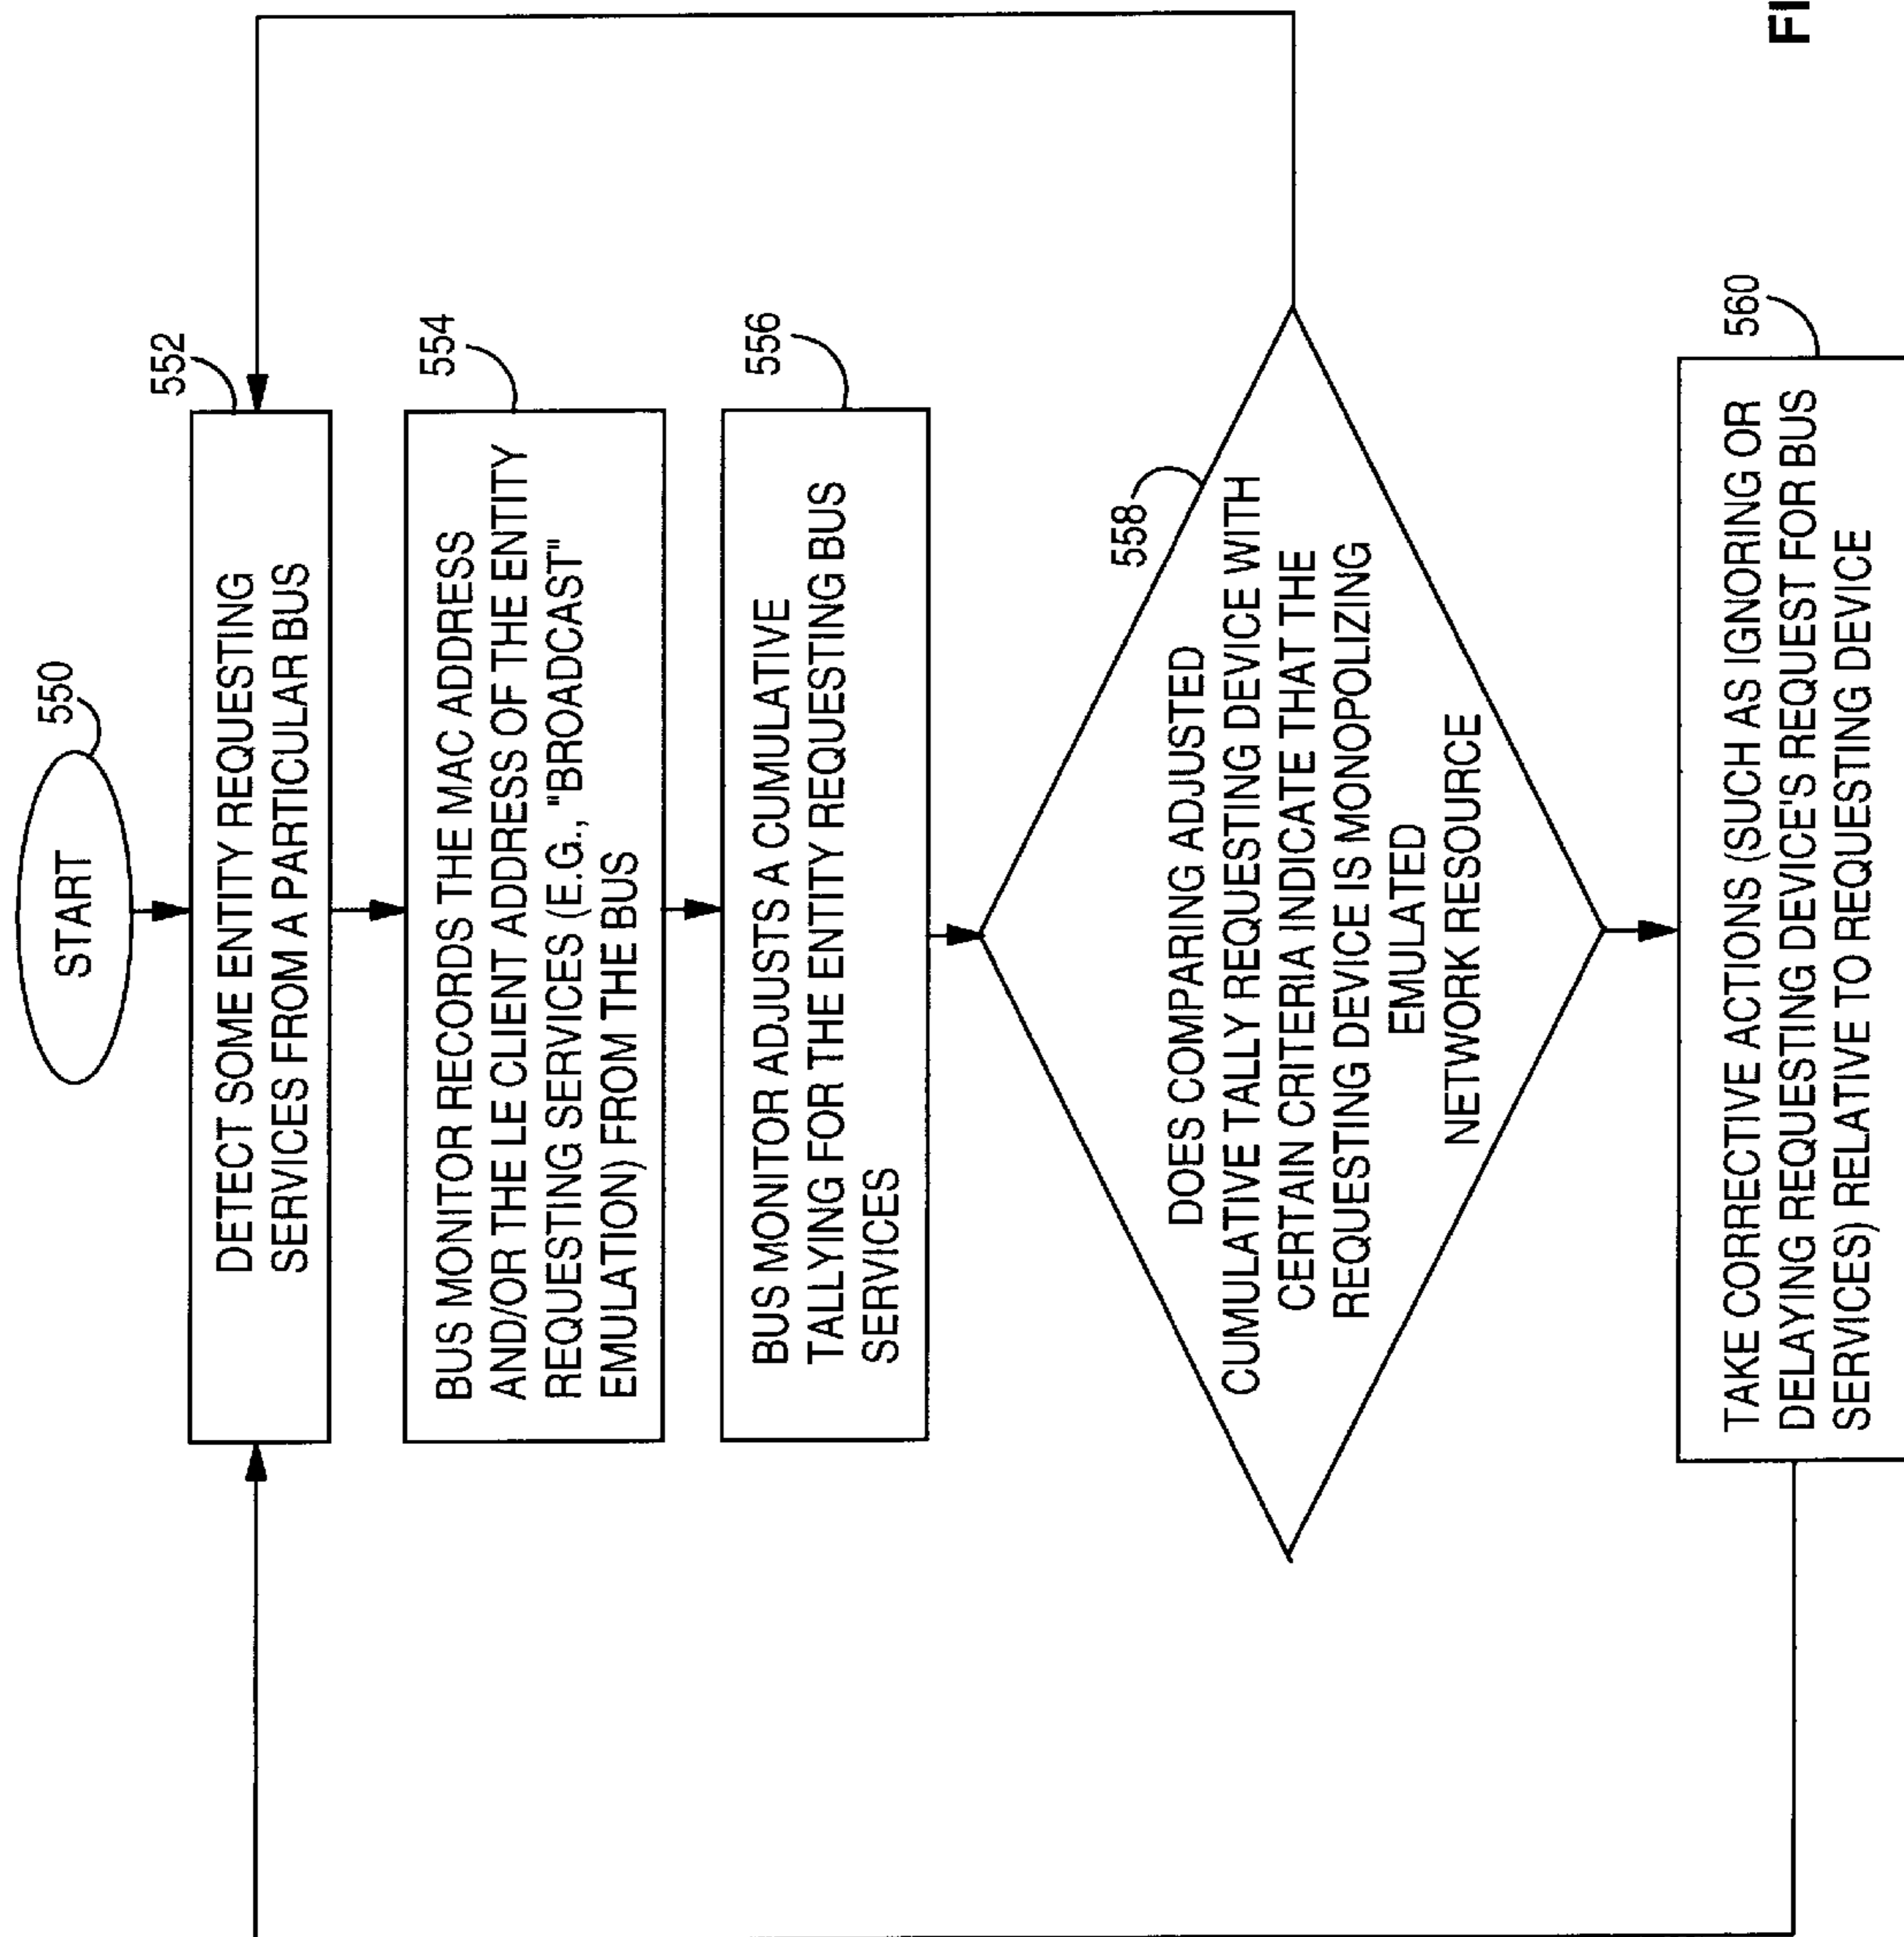 START
550
552
DETECT SOME ENTITY REQUESTING
SERVICES FROM A PARTICULAR BUS
554
BUS MONITOR RECORDS THE MAC ADDRESS
AND/OR THE LE CLIENT ADDRESS OF THE ENTITY
REQUESTING SERVICES (E.G., "BROADCAST"
EMULATION) FROM THE BUS
556
BUS MONITOR ADJUSTS A CUMULATIVE
TALLYING FOR THE ENTITY REQUESTING BUS
SERVICES
558
DOES COMPARING ADJUSTED
CUMULATIVE TALLY REQUESTING DEVICE WITH
CERTAIN CRITERIA INDICATE THAT THE
REQUESTING DEVICE IS MONOPOLIZING
EMULATED
NETWORK RESOURCE
560
TAKE CORRECTIVE ACTIONS (SUCH AS IGNORING OR
DELAYING REQUESTING DEVICE'S REQUEST FOR BUS
SERVICES) RELATIVE TO REQUESTING DEVICE